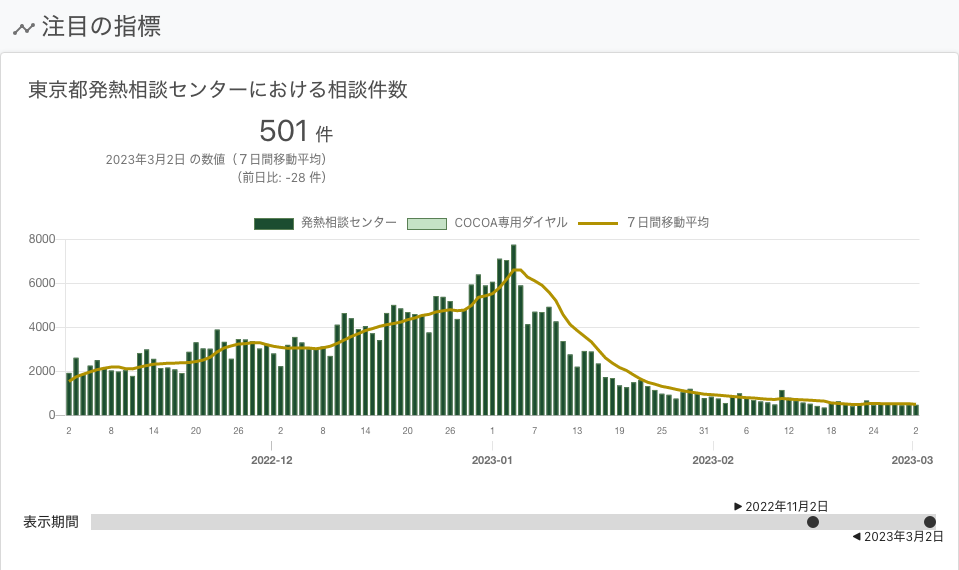 注目の指標
東京都発熱相談センターにおける相談件数
501 件
2023年3月2日 の数値（７日間移動平均）
（前日比: -28 件）
発熱相談センター COCOA専用ダイヤル ７日間移動平均
8000
6000
4000
2000
0
2 8 14 20 26 2 8 14 20 26 1 7 13 19 25 31 6 12 18 24 2
2022-12 2023-01 2023-02 2023-03
▶ 2022年11月2日
表示期間
◀ 2023年3月2日